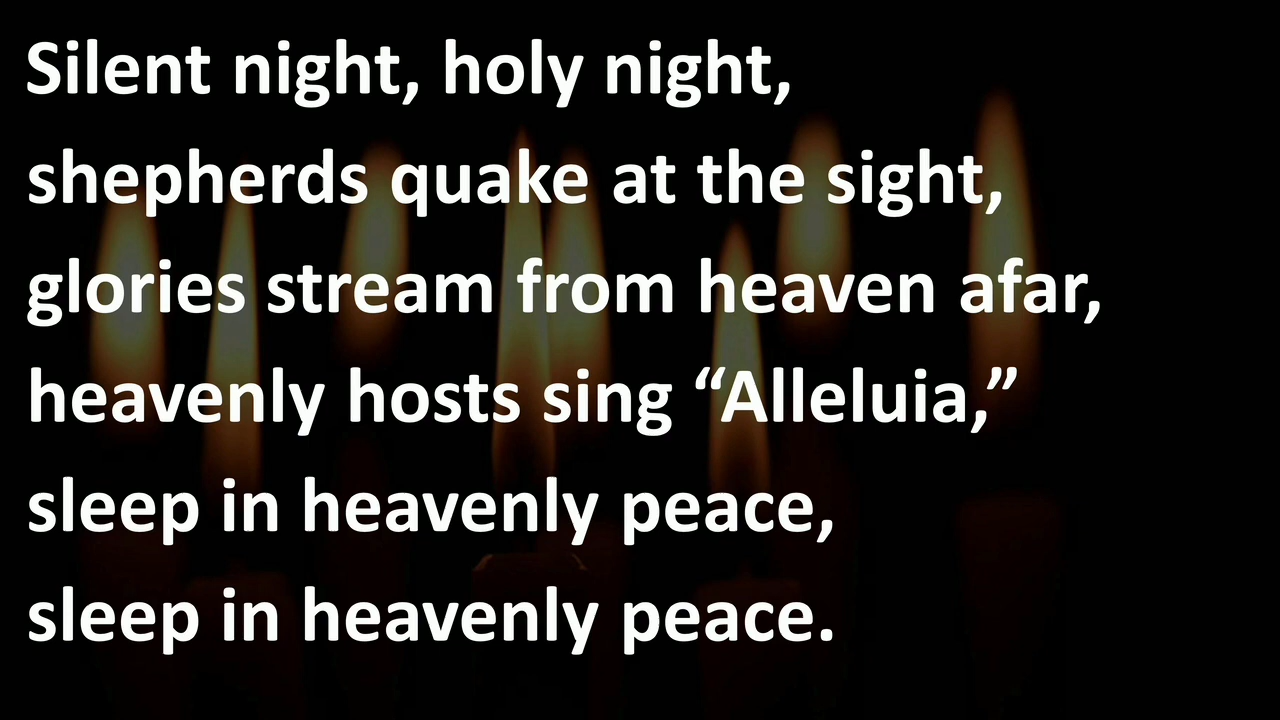 Silent night, holy night,
shepherds quake at the sight,
glories stream from heaven afar,
heavenly hosts sing “Alleluia,”
sleep in heavenly peace,
sleep in heavenly peace.